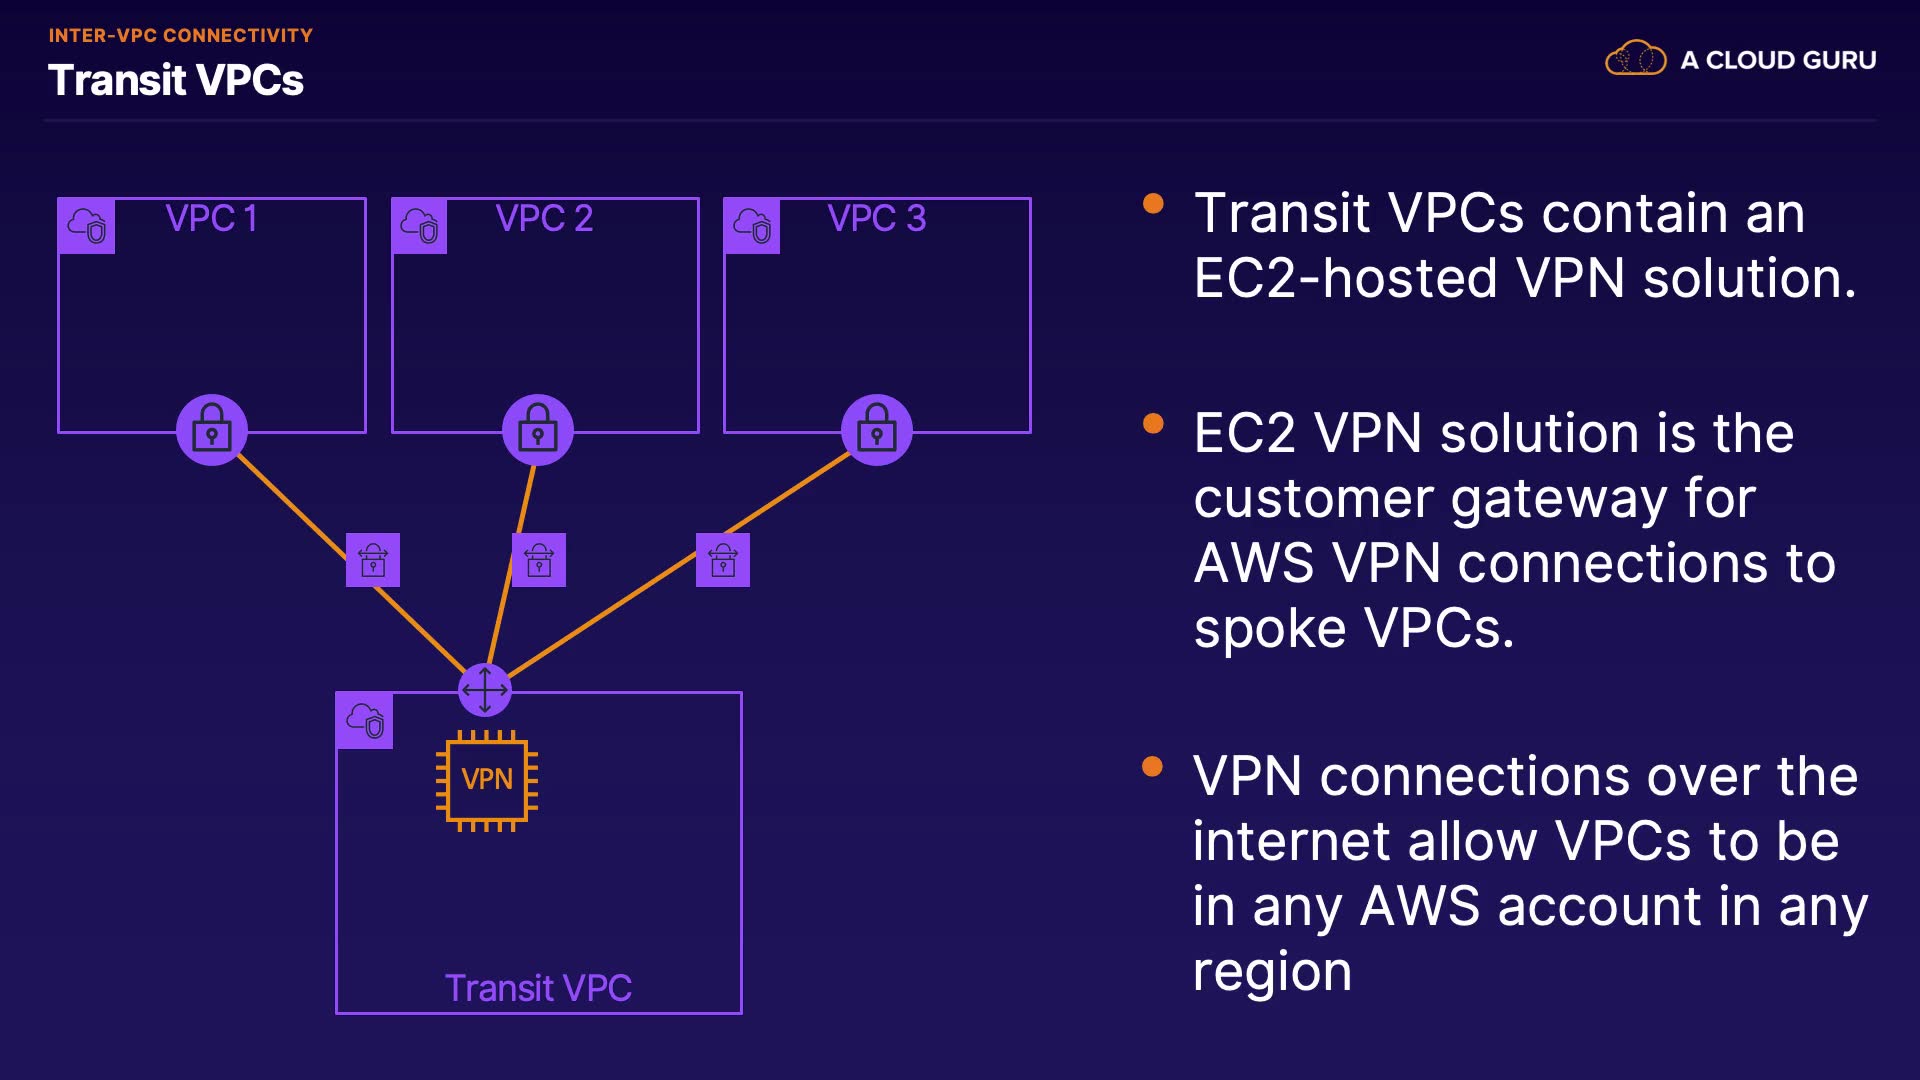 INTER-VPC CONNECTIVITY
Transit VPCs
A CLOUD GURU
VPC 1
VPC 2
VPC 3
VPN
Transit VPC
Transit VPCs contain an
EC2-hosted VPN solution.
EC2 VPN solution is the
customer gateway for
AWS VPN connections to
spoke VPCs.
VPN connections over the
internet allow VPCs to be
in any AWS account in any
region